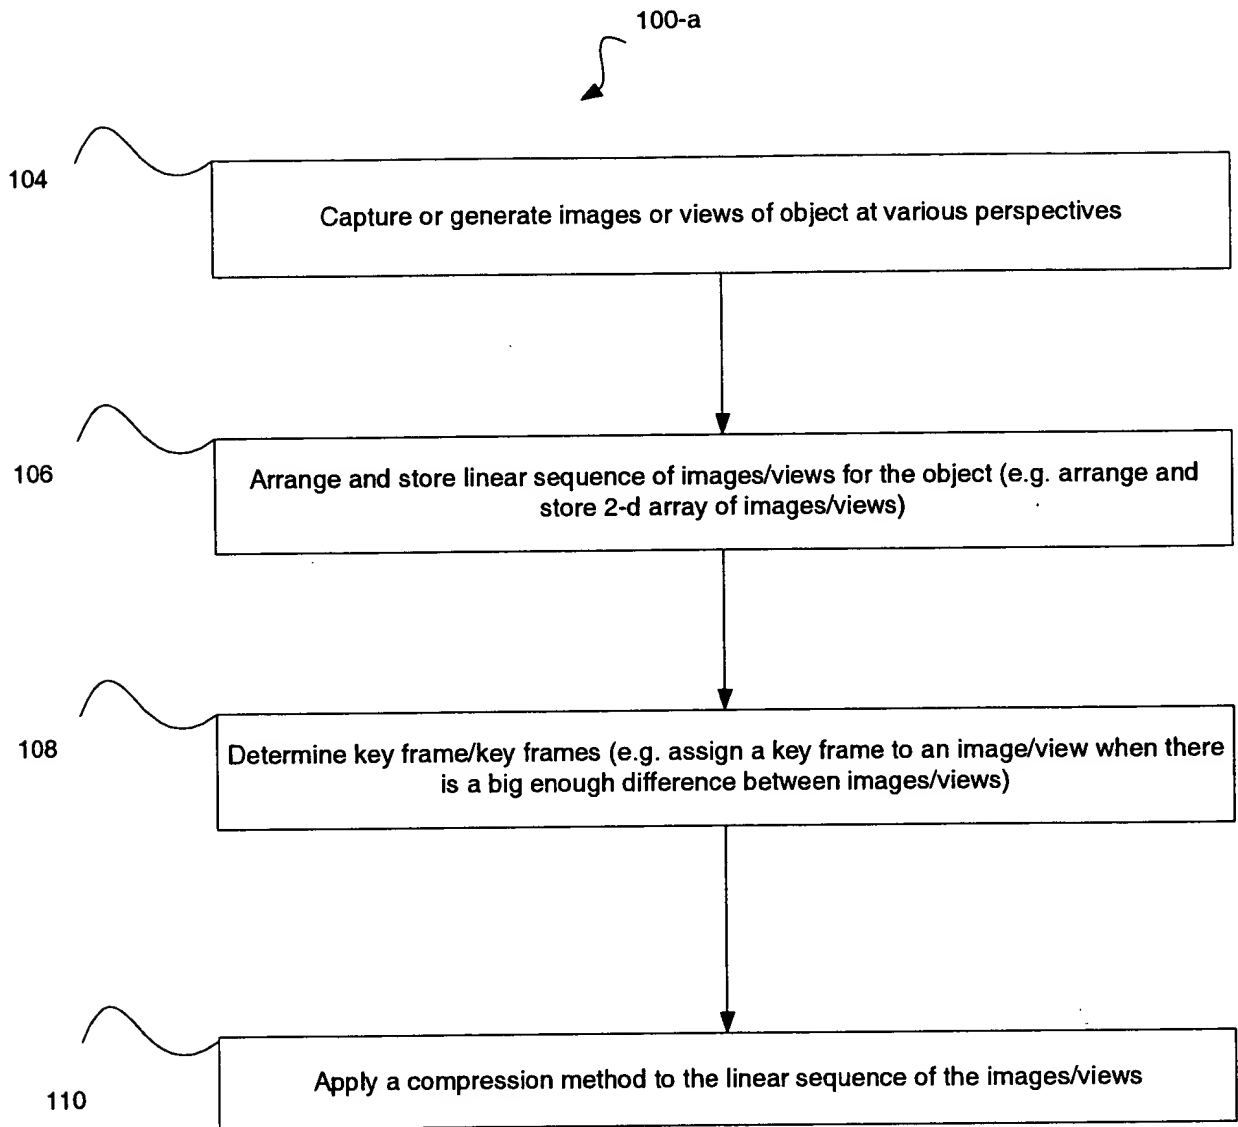 100-a
104
Capture or generate images or views of object at various perspectives
106
Arrange and store linear sequence of images/views for the object (e.g. arrange and
store 2-d array of images/views)
108
Determine key frame/key frames (e.g. assign a key frame to an image/view when there
is a big enough difference between images/views)
110
Apply a compression method to the linear sequence of the images/views